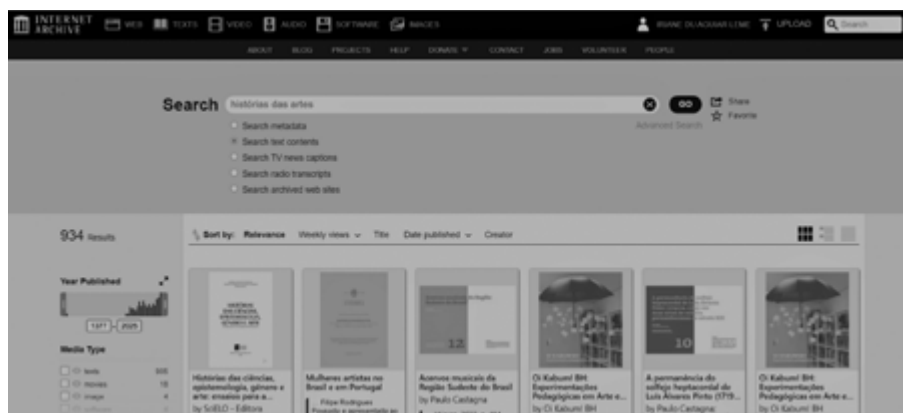 INTERNET ARCHIVE
WEB TEXTS VIDEO AUDIO SOFTWARE IMAGES
UPLOAD Search
ABOUT BLOG PROJECTS HELP DONATE CONTACT JOBS VOLUNTEER PEOPLE
Search histórias das artes GO Share
Favorite
Search metadata Advanced Search
Search text contents
Search TV news captions
Search radio transcripts
Search archived web sites
934 Results
Sort by: Relevance Weekly views Title Date published Creator
Year Published
2025
Media Type
texts
movies
image 4
12
10
Histórias das ciências, epistemologia, gênero e arte: ensaios para a...
by SciELO - Editora
Mulheres artistas no Brasil e em Portugal
Filipe Rodrigues
Acervos musicais da Região Sudeste do Brasil
by Paulo Castagna
Oi Kabum! BH: Experimentações Pedagógicas em Arte e...
by Oi Kabum! BH
A permanência do solfejo heptacordal de Luís Álvares Pinto (1719...
by Paulo Castagna
Oi Kabum! BH: Experimentações Pedagógicas em Arte e...
by Oi Kabum! BH